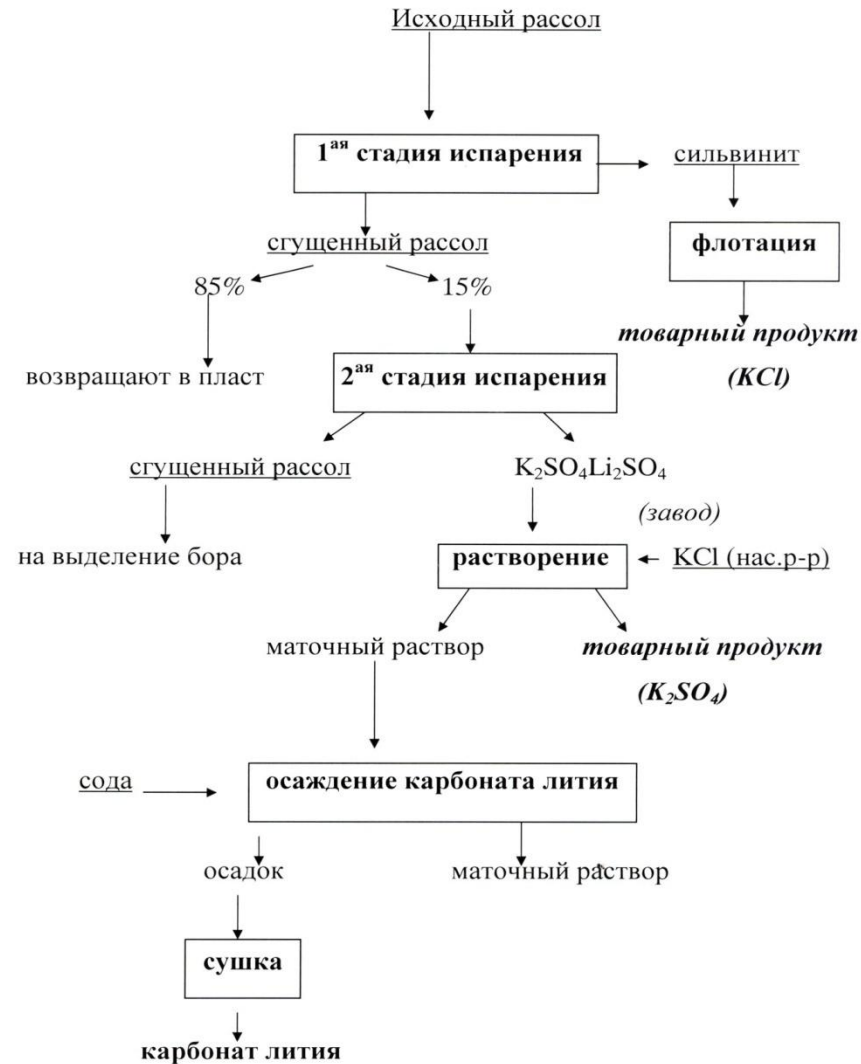 Исходный рассол
1ая стадия испарения
сильвинит
сгущенный рассол
флотация
85%
15%
товарный продукт
(KCl)
возвращают в пласт
2ая стадия испарения
сгущенный рассол
K2SO4Li2SO4
(завод)
на выделение бора
растворение
KCl (нас.р-р)
маточный раствор
товарный продукт
(K2SO4)
сода
осаждение карбоната лития
осадок
маточный раствор
сушка
карбонат лития